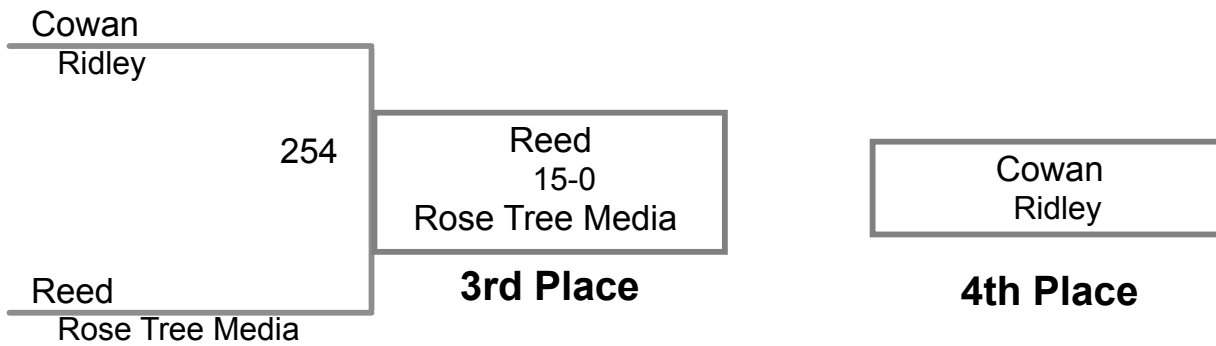 Cowan
Ridley
254
Reed
Rose Tree Media
Reed
15-0
Rose Tree Media
3rd Place
Cowan
Ridley
4th Place